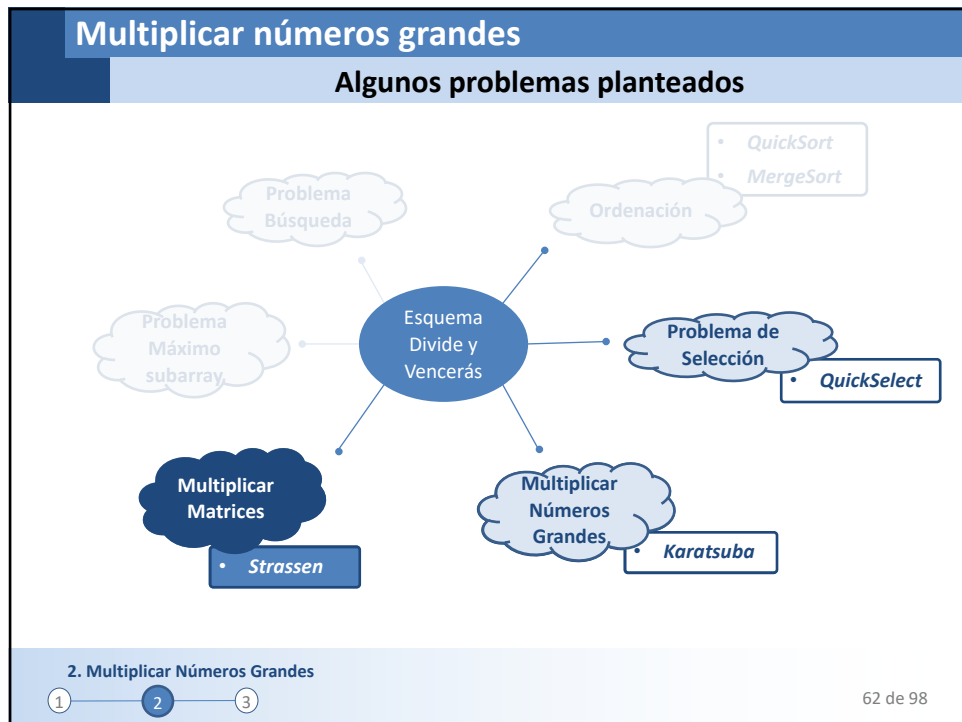 Multiplicar números grandes
Algunos problemas planteados
• QuickSort
• MergeSort
Problema
Búsqueda
Ordenación
Esquema
Divide y
Vencerás
Problema
Máximo
subarray
Problema de
Selección
• QuickSelect
Multiplicar
Matrices
• Strassen
Multiplicar
Números
Grandes
• Karatsuba
2. Multiplicar Números Grandes
1 2 3
62 de 98